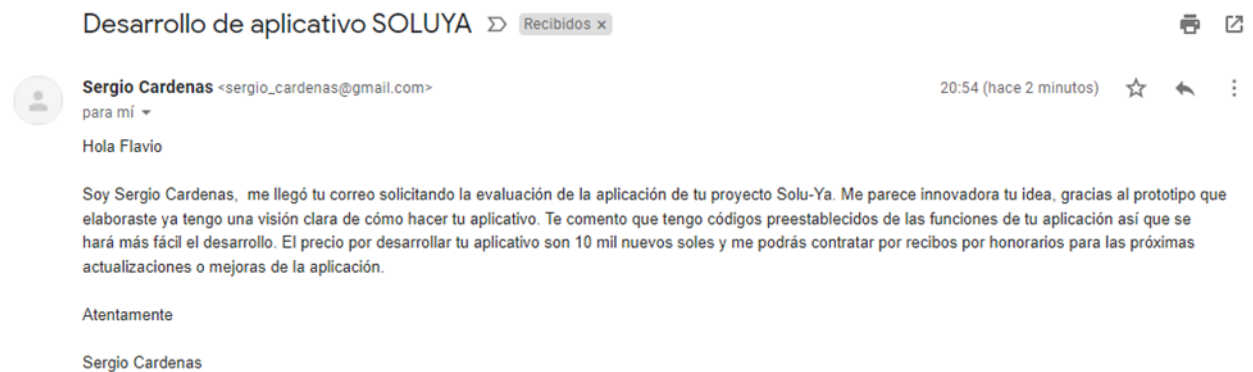 Desarrollo de aplicativo SOLUYA Recibidos x
Sergio Cardenas <sergio_cardenas@gmail.com> 20:54 (hace 2 minutos)
para mí
Hola Flavio
Soy Sergio Cardenas, me llegó tu correo solicitando la evaluación de la aplicación de tu proyecto Solu-Ya. Me parece innovadora tu idea, gracias al prototipo que
elaboraste ya tengo una visión clara de cómo hacer tu aplicativo. Te comento que tengo códigos preestablecidos de las funciones de tu aplicación así que se
hará más fácil el desarrollo. El precio por desarrollar tu aplicativo son 10 mil nuevos soles y me podrás contratar por recibos por honorarios para las próximas
actualizaciones o mejoras de la aplicación.
Atentamente
Sergio Cardenas